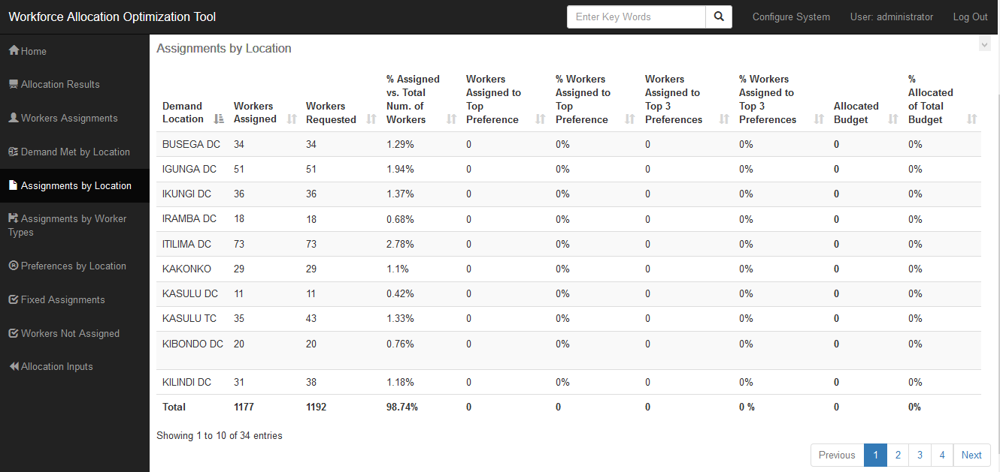 Workforce Allocation Optimization Tool
Enter Key Words
Configure System
User: administrator
Log Out
Home
Allocation Results
Workers Assignments
Demand Met by Location
Assignments by Location
Assignments by Worker
Types
Preferences by Location
Fixed Assignments
Workers Not Assigned
Allocation Inputs
Assignments by Location
Demand
Location
Workers
Assigned
Workers
Requested
% Assigned
vs. Total
Num. of
Workers
Workers
Assigned to
Top
Preference
% Workers
Assigned to
Top
Preference
Workers
Assigned to
Top 3
Preferences
% Workers
Assigned to
Top 3
Preferences
Allocated
Budget
%
Allocated
of Total
Budget
BUSEGA DC 34 34 1.29% 0 0% 0 0% 0 0%
IGUNGA DC 51 51 1.94% 0 0% 0 0% 0 0%
IKUNGI DC 36 36 1.37% 0 0% 0 0% 0 0%
IRAMBA DC 18 18 0.68% 0 0% 0 0% 0 0%
ITILIMA DC 73 73 2.78% 0 0% 0 0% 0 0%
KAKONKO 29 29 1.1% 0 0% 0 0% 0 0%
KASULU DC 11 11 0.42% 0 0% 0 0% 0 0%
KASULU TC 35 43 1.33% 0 0% 0 0% 0 0%
KIBONDO DC 20 20 0.76% 0 0% 0 0% 0 0%
KILINDI DC 31 38 1.18% 0 0% 0 0% 0 0%
Total 1177 1192 98.74% 0 0 0 0 % 0 0%
Showing 1 to 10 of 34 entries
Previous 1 2 3 4 Next